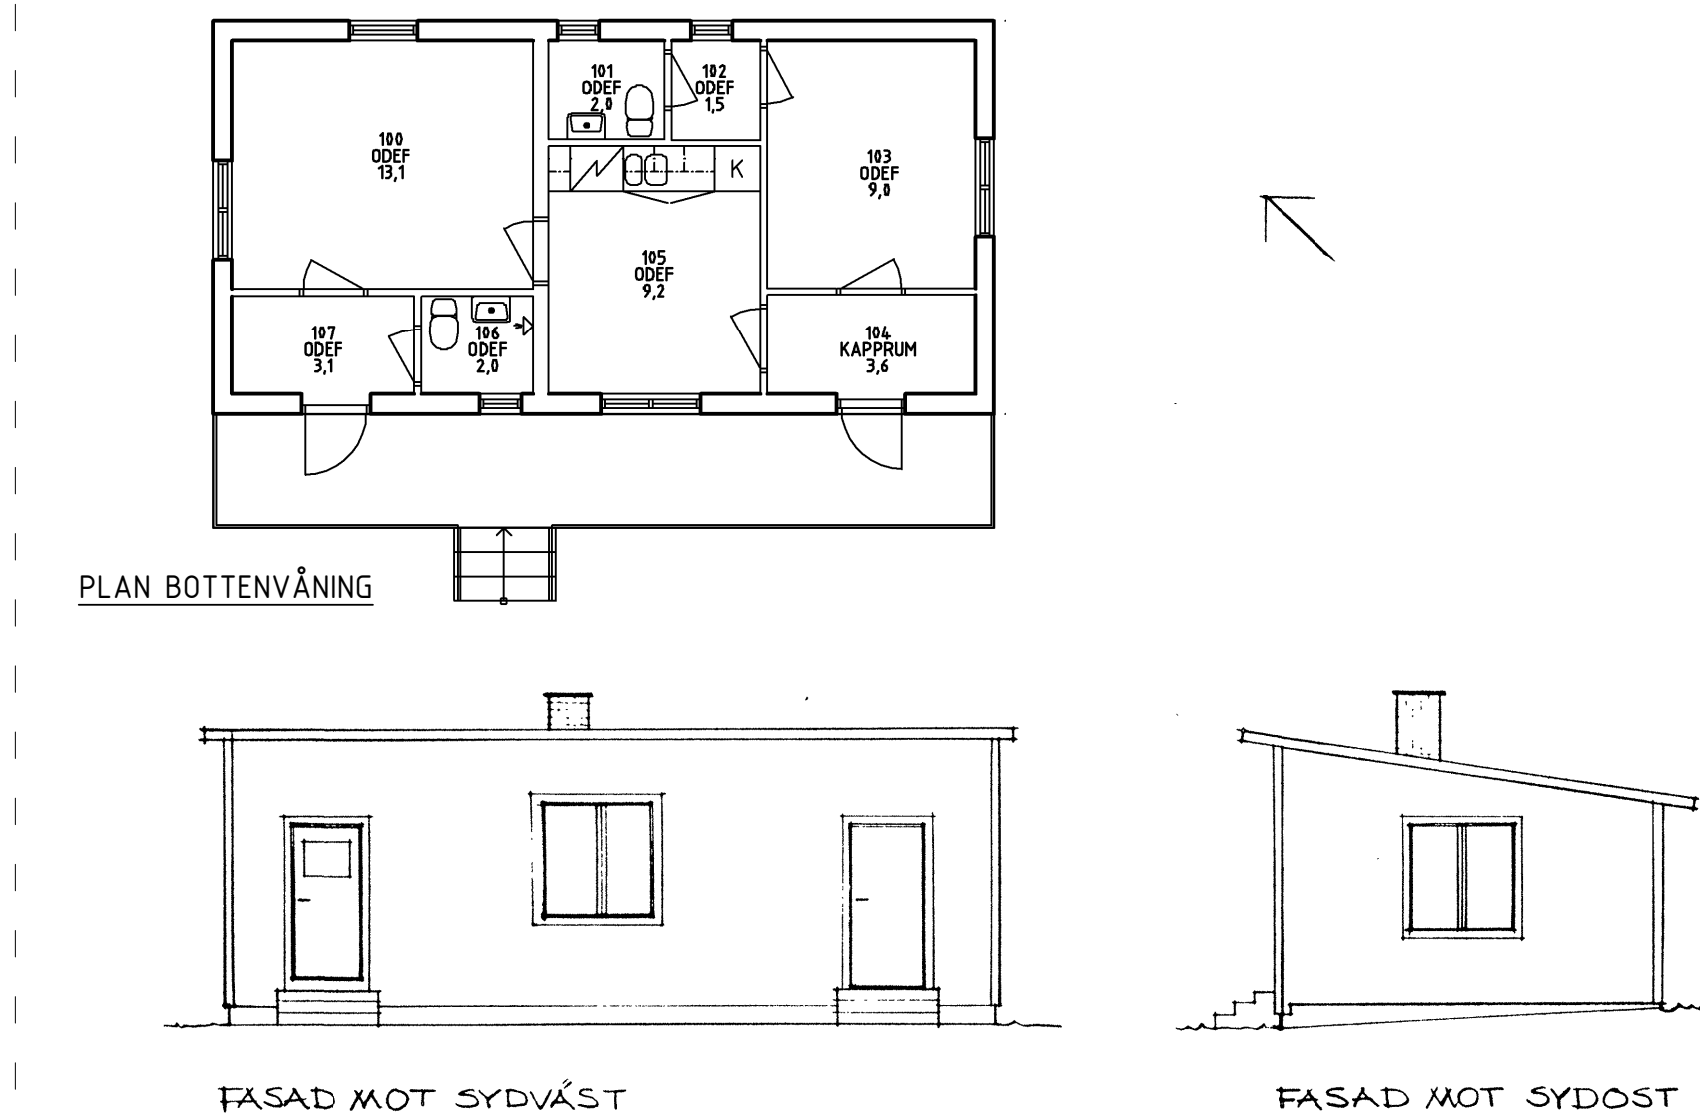 101
ODEF
2,0
102
ODEF
1,5
100
ODEF
13,1
103
ODEF
9,0
K
105
ODEF
9,2
107
ODEF
3,1
106
ODEF
2,0
104
KAPPRUM
3,6
PLAN BOTTENVÅNING
FASAD MOT SYDVÄST
FASAD MOT SYDOST